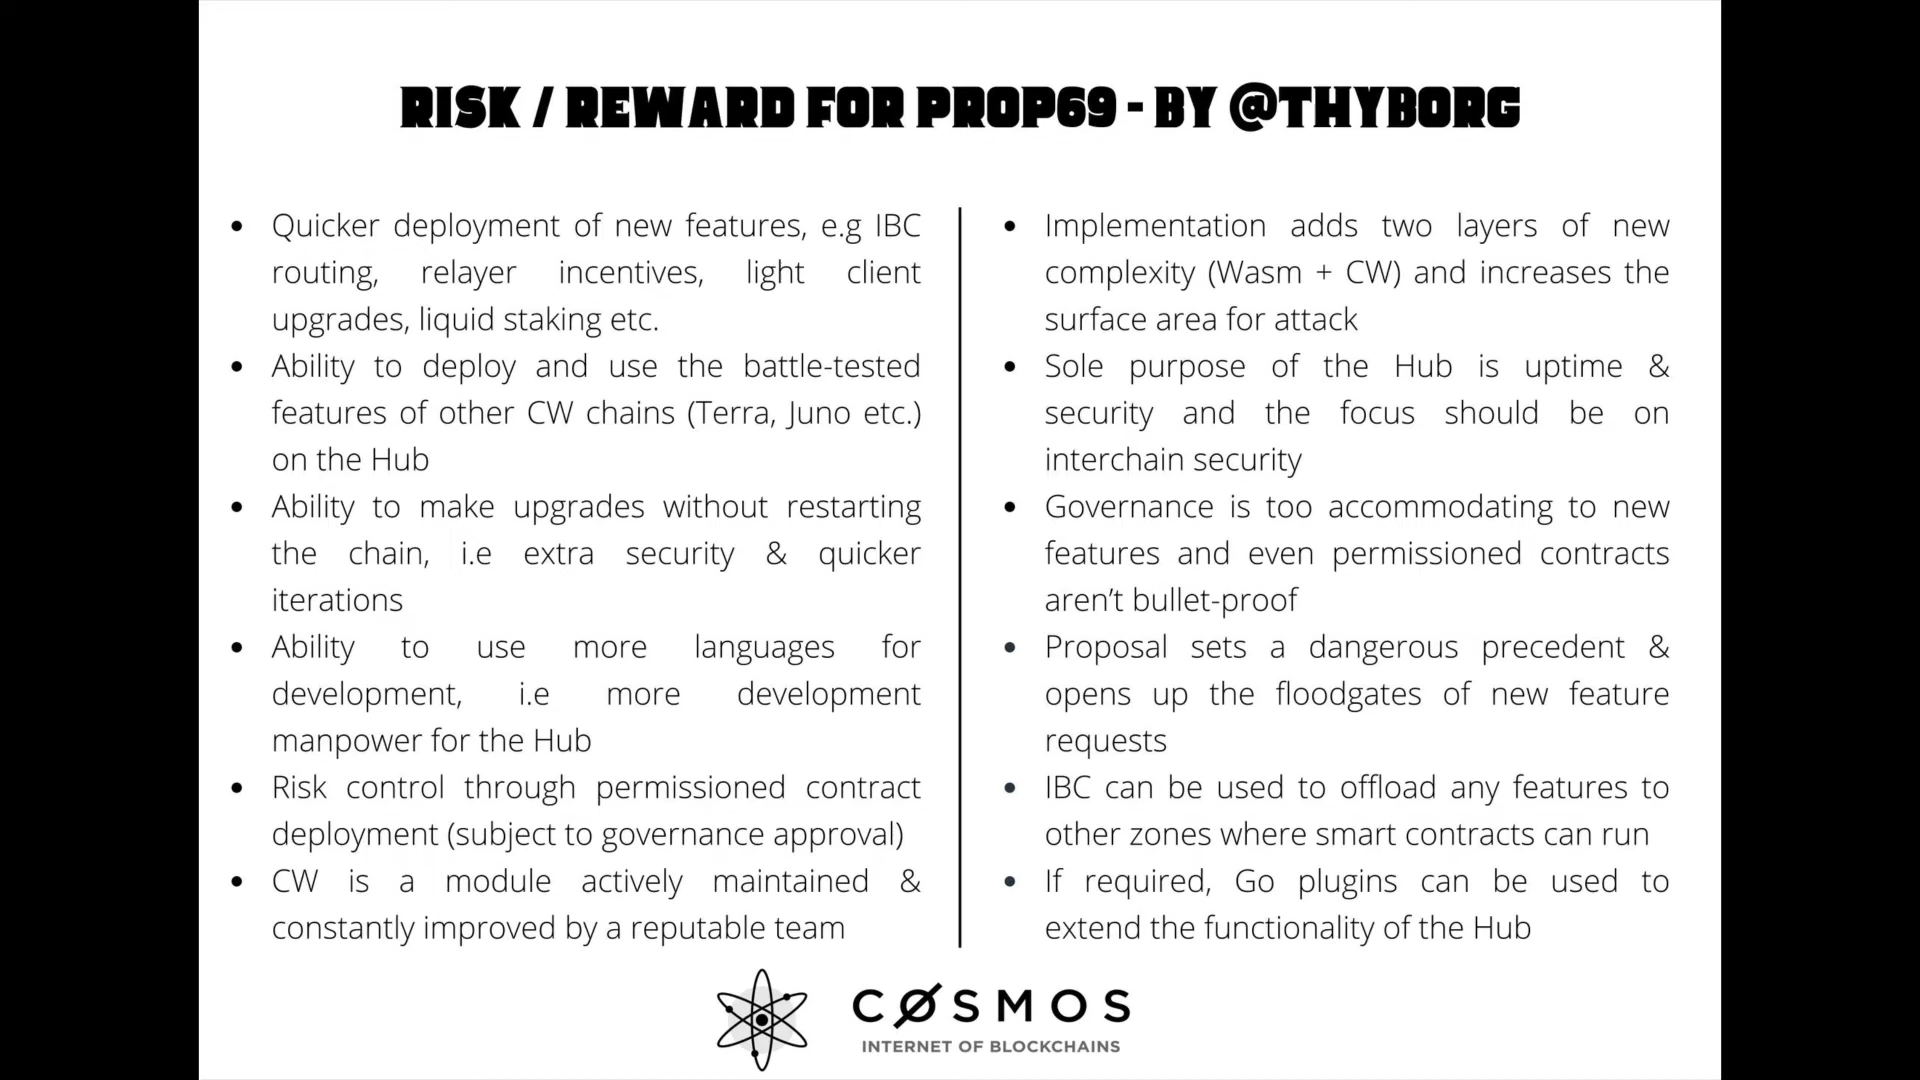 RISK / REWARD FOR PROP69 - BY @THYBORG
• Quicker deployment of new features, e.g IBC
routing, relayer incentives, light client
upgrades, liquid staking etc.
• Ability to deploy and use the battle-tested
features of other CW chains (Terra, Juno etc.)
on the Hub
• Ability to make upgrades without restarting
the chain, i.e extra security & quicker
iterations
• Ability to use more languages for
development, i.e more development
manpower for the Hub
• Risk control through permissioned contract
deployment (subject to governance approval)
• CW is a module actively maintained &
constantly improved by a reputable team
• Implementation adds two layers of new
complexity (Wasm + CW) and increases the
surface area for attack
• Sole purpose of the Hub is uptime &
security and the focus should be on
interchain security
• Governance is too accommodating to new
features and even permissioned contracts
aren’t bullet-proof
• Proposal sets a dangerous precedent &
opens up the floodgates of new feature
requests
• IBC can be used to offload any features to
other zones where smart contracts can run
• If required, Go plugins can be used to
extend the functionality of the Hub
CØSMOS
INTERNET OF BLOCKCHAINS